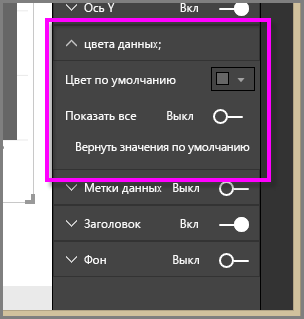 Ось Y Вкл
цвета данных;
Цвет по умолчанию
Показать все Выкл
Вернуть значения по умолчанию
Метки данных Выкл
Заголовок Вкл
Фон Выкл